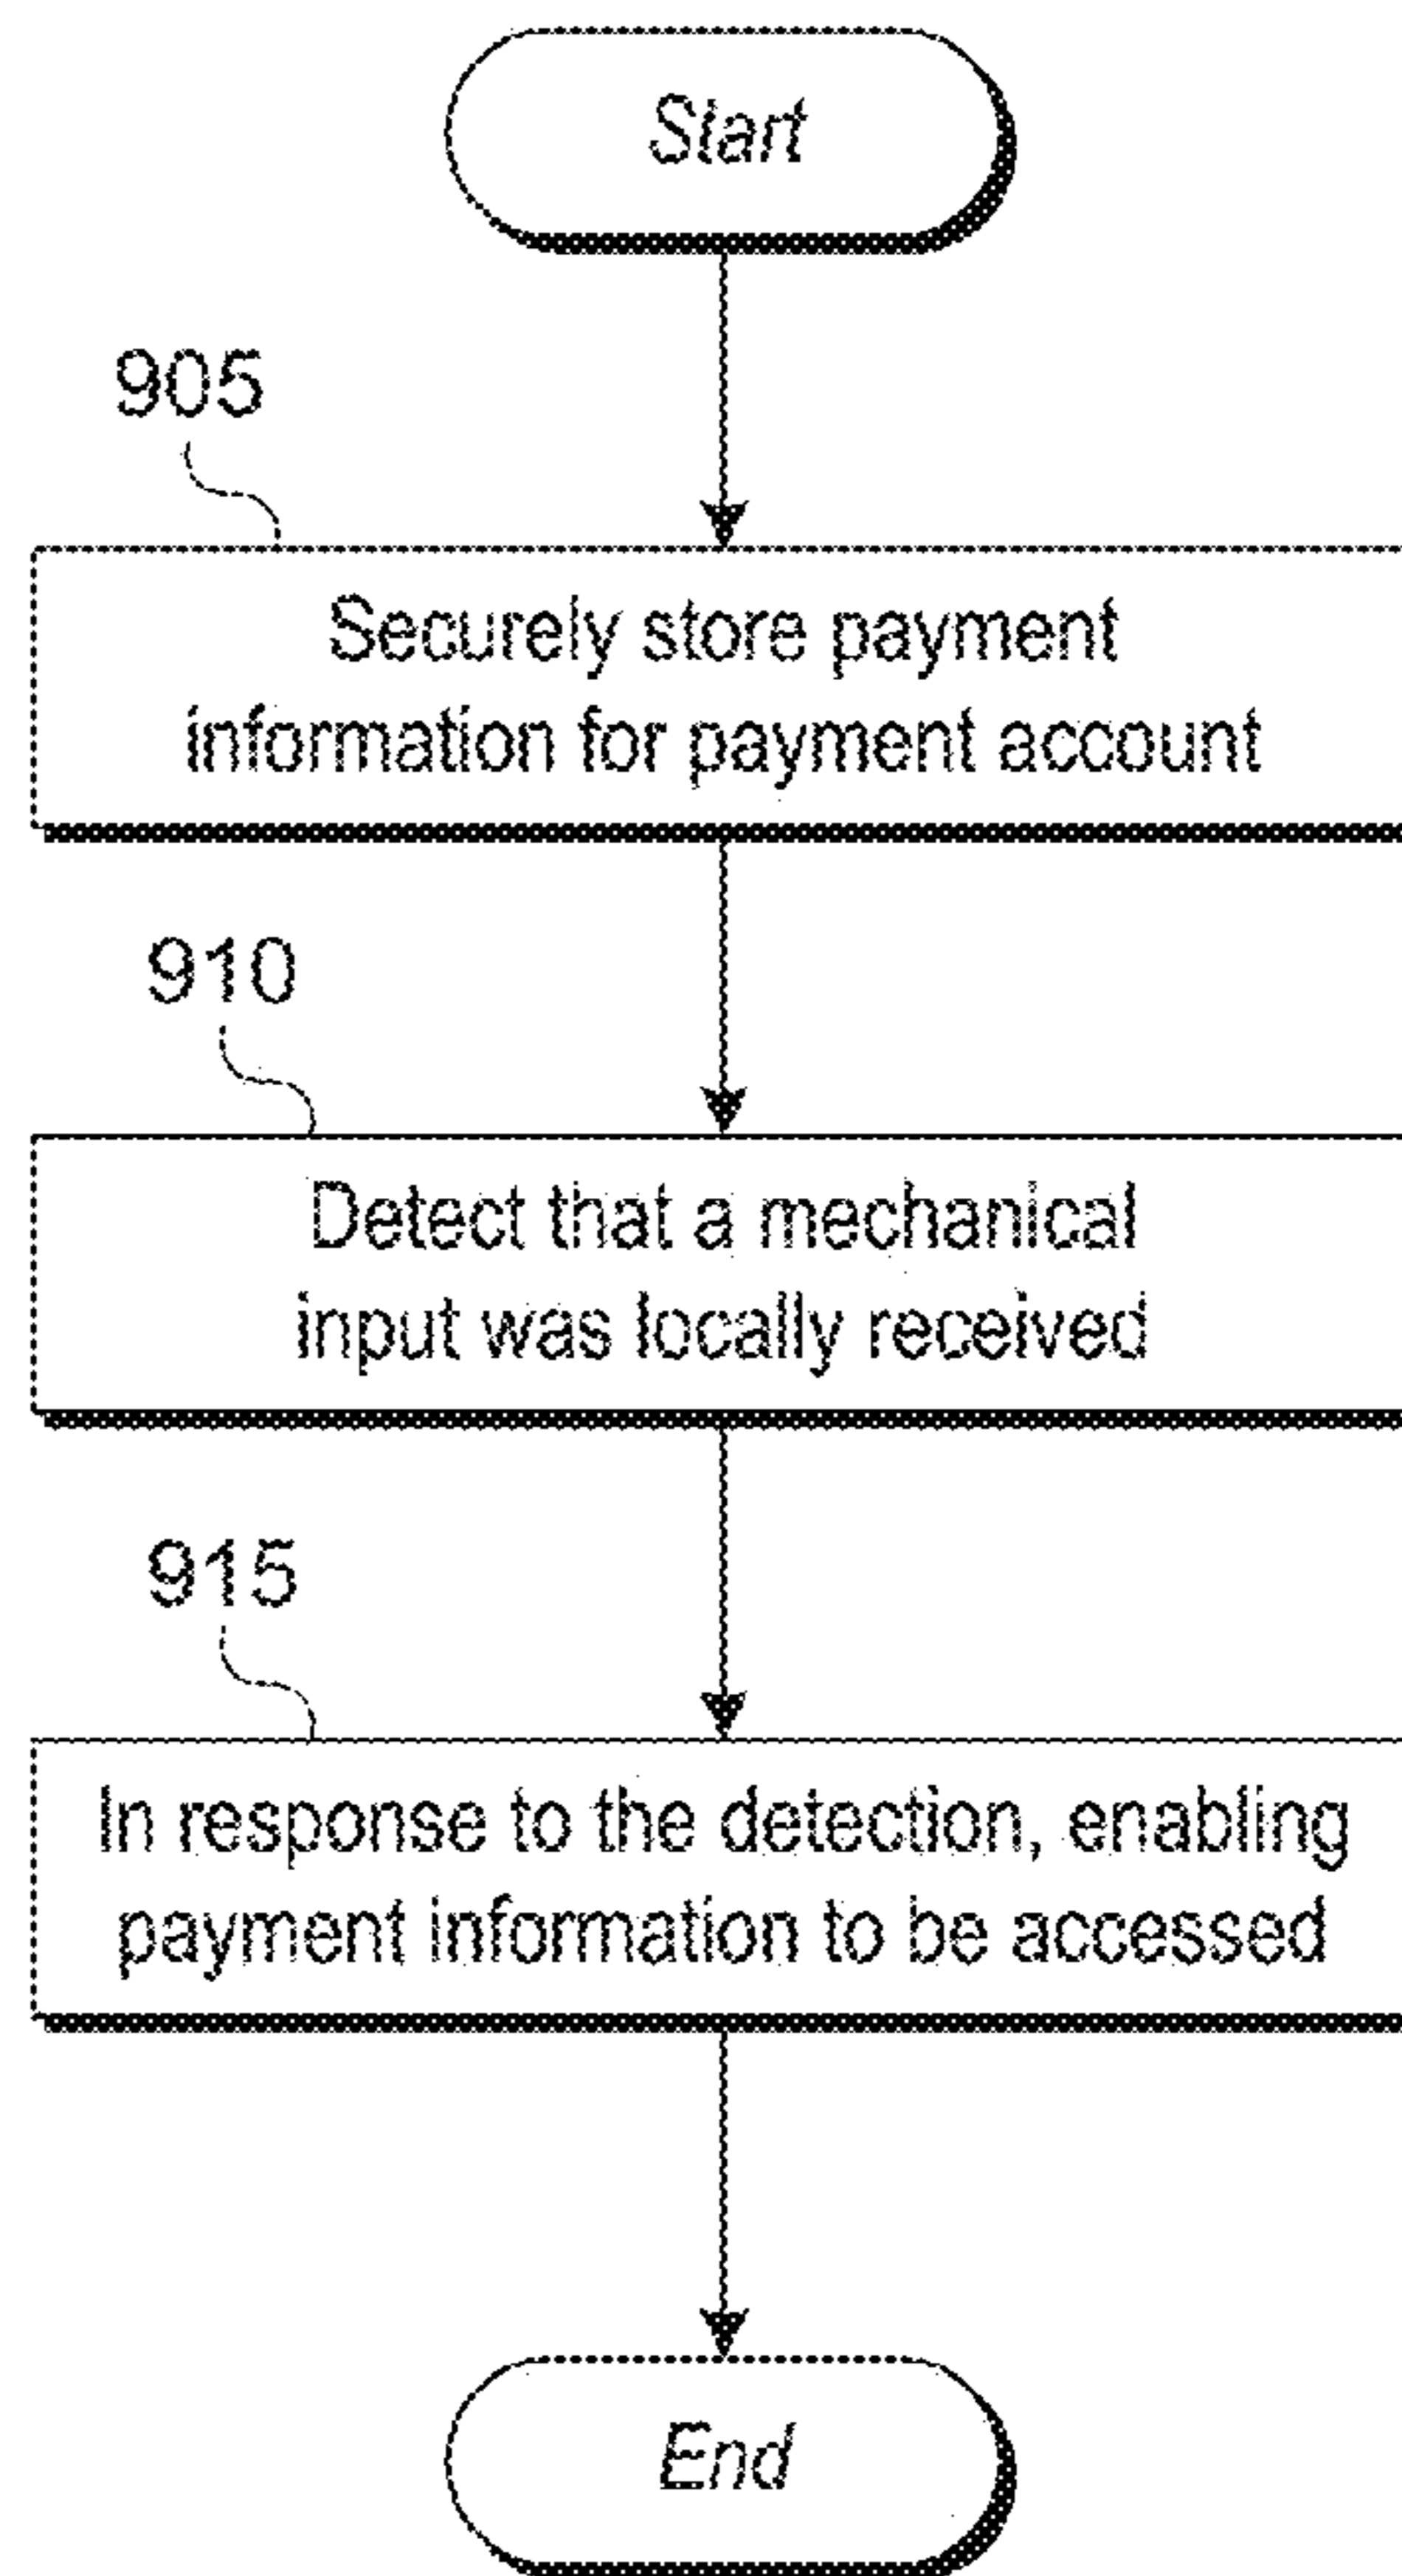 Start
905
Securely store payment
information for payment account
910
Detect that a mechanical
input was locally received
915
In response to the detection, enabling
payment information to be accessed
End